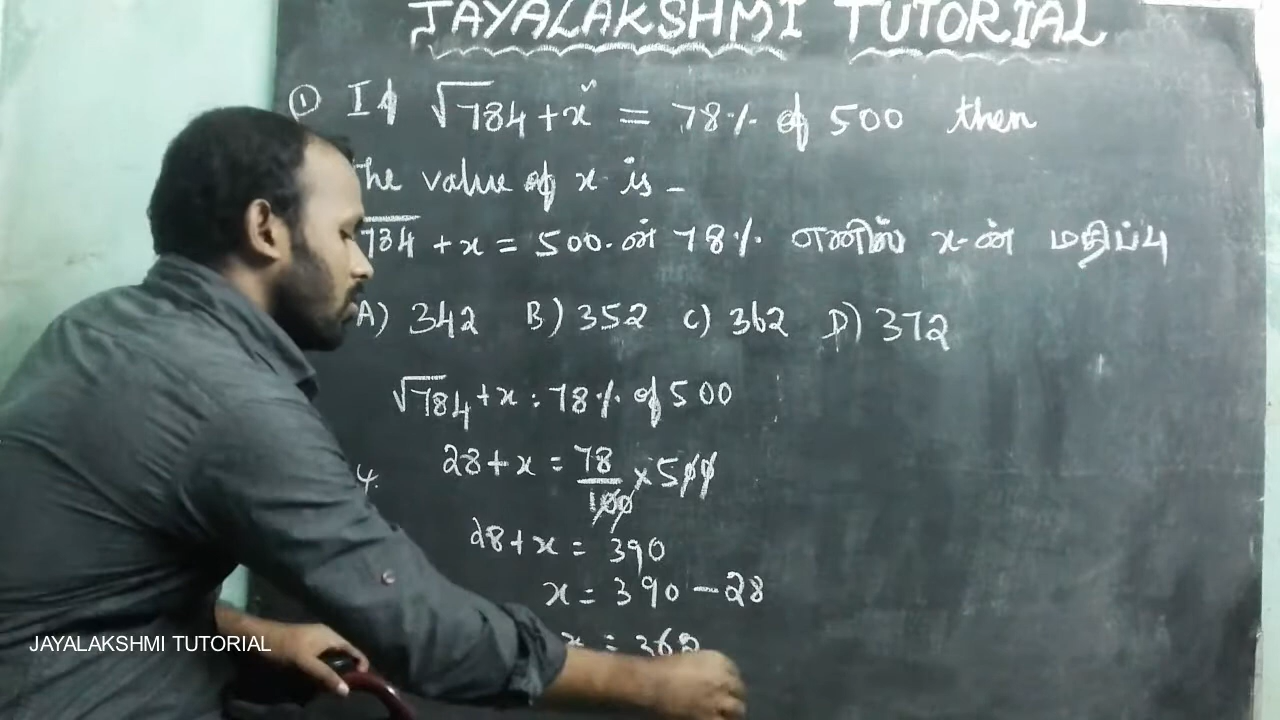 JAYALAKSHMI TUTORIAL
① If √784 + x = 78% of 500 then
the value of x is -
784 + x = 500-ன் 78% எனில் x-ன் மதிப்பு
A) 342 B) 352 C) 362 D) 372
√784 + x = 78% of 500
28 + x = 78/100 × 500
4.
28 + x = 390
x = 390 - 28
x = 362
JAYALAKSHMI TUTORIAL